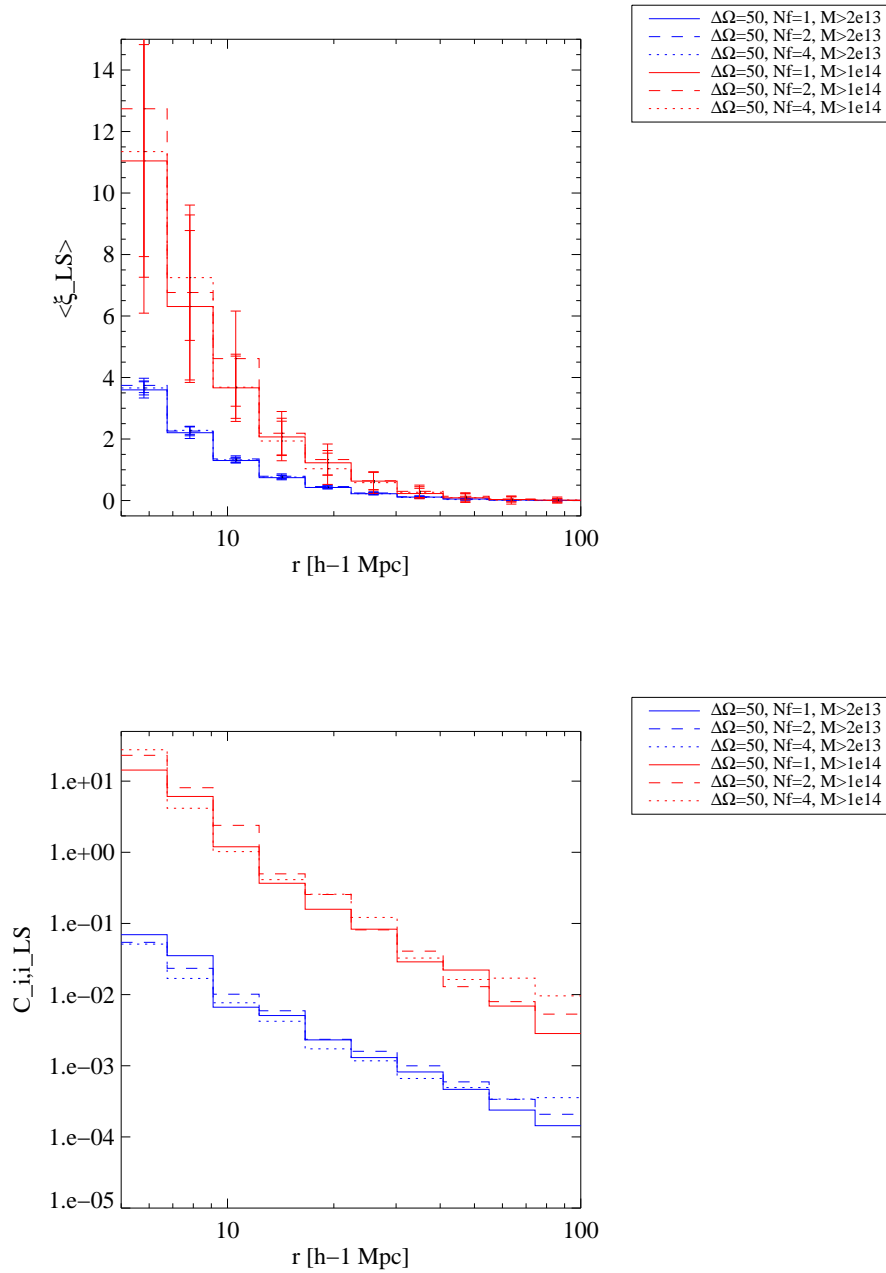 ΔΩ=50, Nf=1, M>2e13
ΔΩ=50, Nf=2, M>2e13
ΔΩ=50, Nf=4, M>2e13
ΔΩ=50, Nf=1, M>1e14
ΔΩ=50, Nf=2, M>1e14
ΔΩ=50, Nf=4, M>1e14
14
12
10
8
6
4
2
0
<ξ_LS>
10
100
r [h−1 Mpc]
ΔΩ=50, Nf=1, M>2e13
ΔΩ=50, Nf=2, M>2e13
ΔΩ=50, Nf=4, M>2e13
ΔΩ=50, Nf=1, M>1e14
ΔΩ=50, Nf=2, M>1e14
ΔΩ=50, Nf=4, M>1e14
1.e+01
1.e+00
1.e−01
1.e−02
1.e−03
1.e−04
1.e−05
C_i,i_LS
10
100
r [h−1 Mpc]